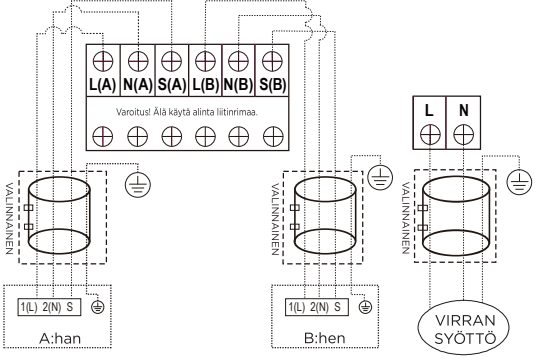 L(A) N(A) S(A) L(B) N(B) S(B)
Varoitus! Älä käytä alinta liitinrimaa.
L N
VALINNAINEN
VALINNAINEN
VALINNAINEN
1(L) 2(N) S
A:han
1(L) 2(N) S
B:hen
VIRRAN
SYÖTTÖ